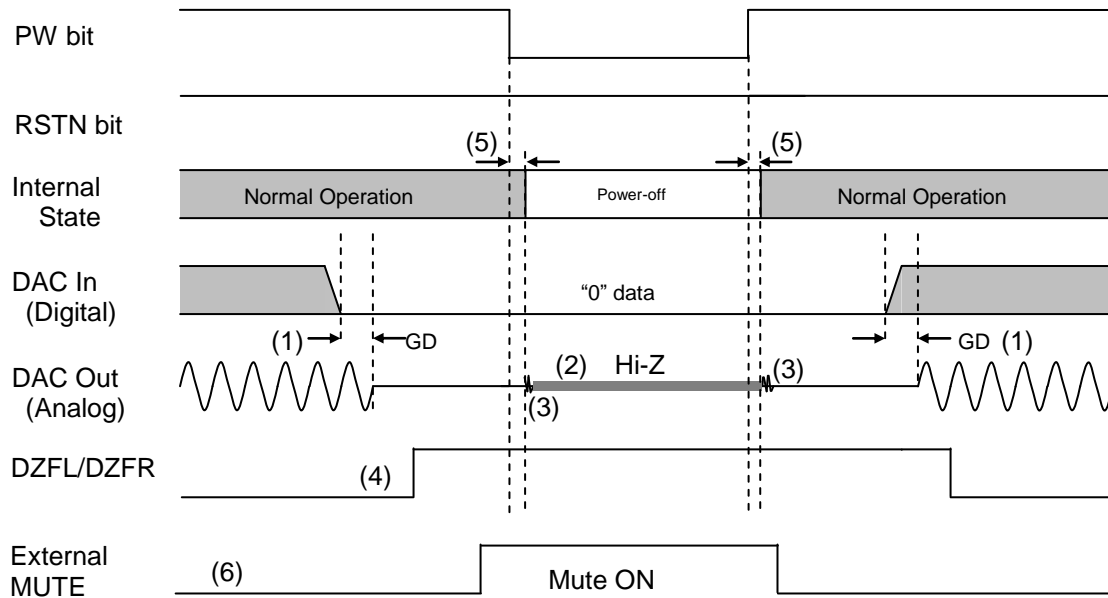 PW bit
RSTN bit
(5) (5)
Internal
State
Normal Operation Power-off Normal Operation
DAC In
(Digital)
“0” data
(1) GD GD (1)
DAC Out
(Analog)
(2) Hi-Z (3)
(3)
DZFL/DZFR (4)
External
MUTE
(6) Mute ON